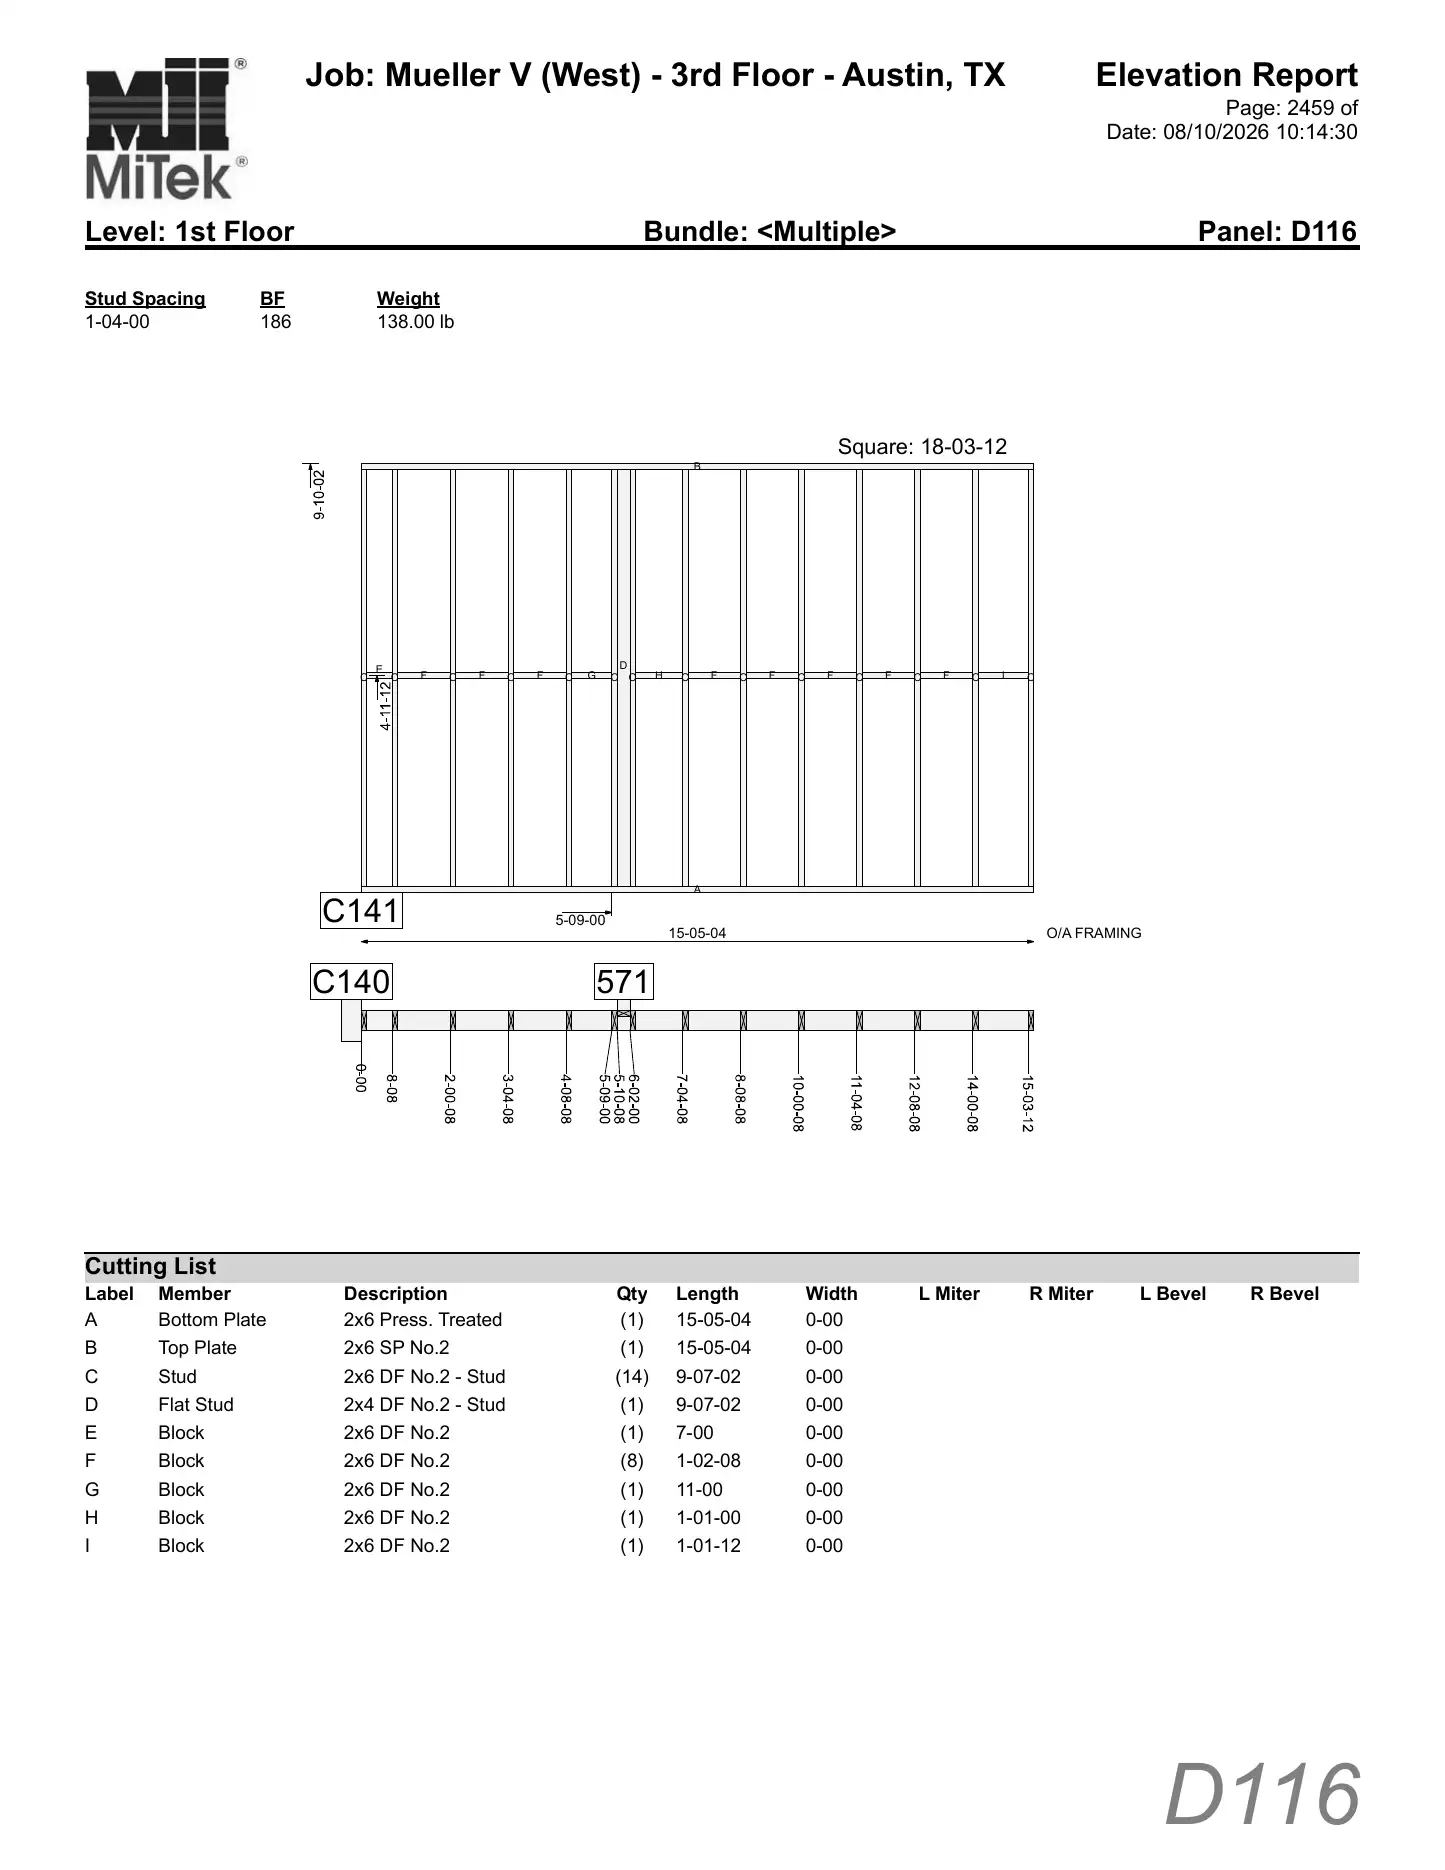 Job: Mueller V (West) - 3rd Floor - Austin, TX
Elevation Report
Page: 2459 of
Date: 08/10/2026 10:14:30
MiTek®
Level: 1st Floor
Bundle: <Multiple>
Panel: D116
Stud Spacing BF Weight
1-04-00 186 138.00 lb
Square: 18-03-12
B
9-10-02
D
E F F F G H F F F F F I
4-11-12
A
C141
5-09-00
15-05-04
O/A FRAMING
C140
571
0-00 8-08 2-00-08 3-04-08 4-08-08 5-09-00 5-10-08 6-02-00 7-04-08 8-08-08 10-00-08 11-04-08 12-08-08 14-00-08 15-03-12
Cutting List
Label Member Description Qty Length Width L Miter R Miter L Bevel R Bevel
A Bottom Plate 2x6 Press. Treated (1) 15-05-04 0-00
B Top Plate 2x6 SP No.2 (1) 15-05-04 0-00
C Stud 2x6 DF No.2 - Stud (14) 9-07-02 0-00
D Flat Stud 2x4 DF No.2 - Stud (1) 9-07-02 0-00
E Block 2x6 DF No.2 (1) 7-00 0-00
F Block 2x6 DF No.2 (8) 1-02-08 0-00
G Block 2x6 DF No.2 (1) 11-00 0-00
H Block 2x6 DF No.2 (1) 1-01-00 0-00
I Block 2x6 DF No.2 (1) 1-01-12 0-00
D116